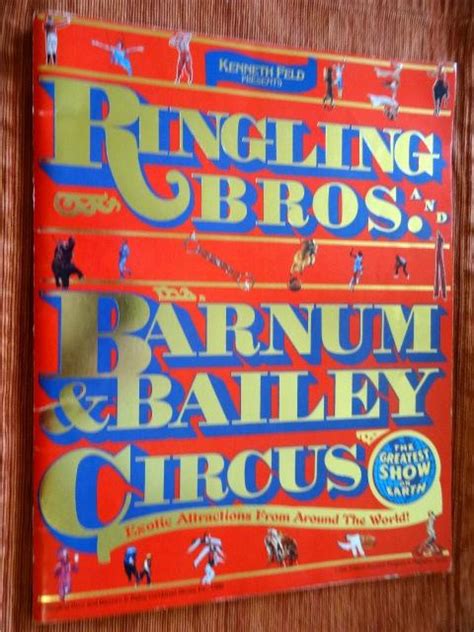 KENNETH FELD
PRESENTS
RINGLING
BROS. AND
BARNUM
& BAILEY
CIRCUS
THE
GREATEST
SHOW
ON
EARTH
Exotic Attractions From Around The World!